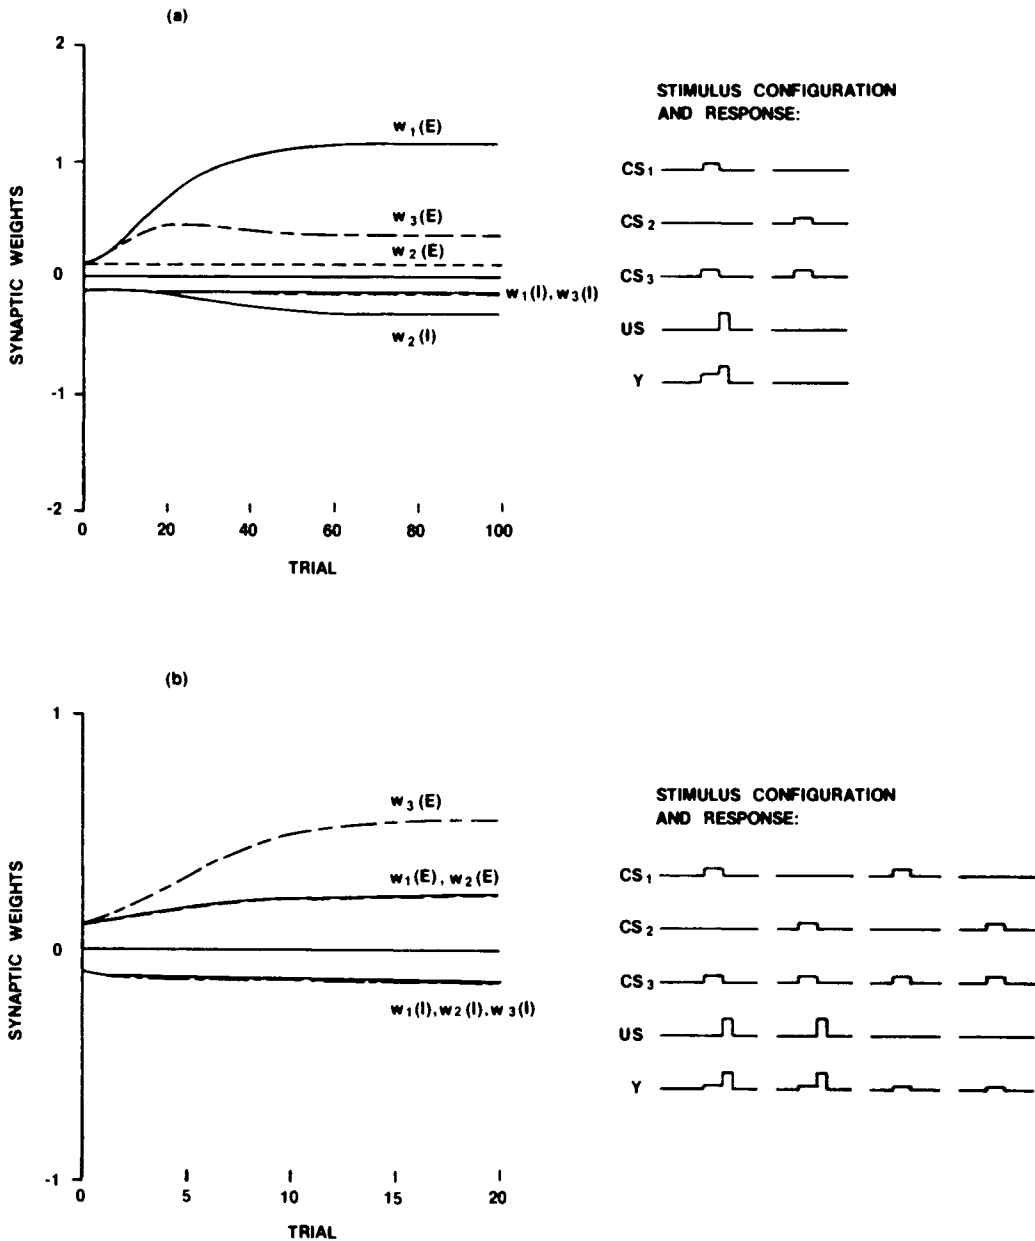 (a)
2
1
0
-1
-2
SYNAPTIC WEIGHTS
w1(E)
w3(E)
w2(E)
w1(I), w3(I)
w2(I)
0 20 40 60 80 100
TRIAL
STIMULUS CONFIGURATION
AND RESPONSE:
CS1
CS2
CS3
US
Y
(b)
1
0
-1
SYNAPTIC WEIGHTS
w3(E)
w1(E), w2(E)
w1(I), w2(I), w3(I)
0 5 10 15 20
TRIAL
STIMULUS CONFIGURATION
AND RESPONSE:
CS1
CS2
CS3
US
Y